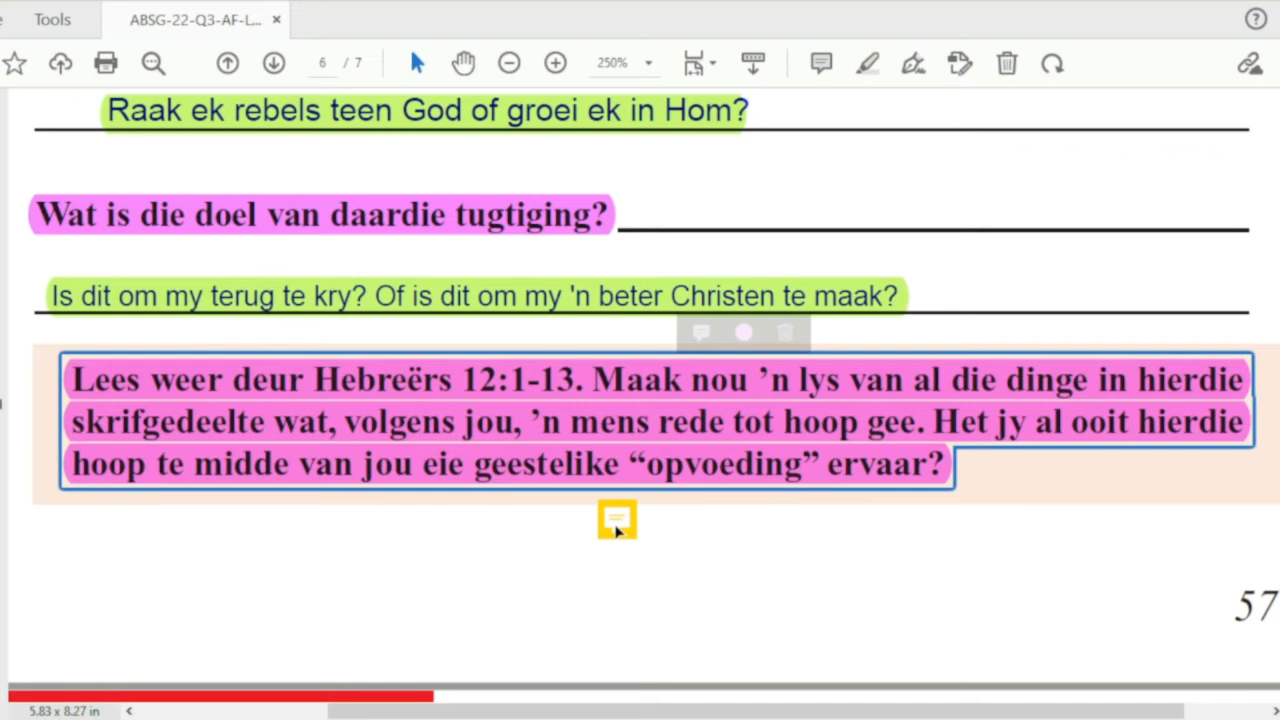 Tools
ABSG-22-Q3-AF-L...
6 / 7
250%
Raak ek rebels teen God of groei ek in Hom?
Wat is die doel van daardie tugtiging?
Is dit om my terug te kry? Of is dit om my 'n beter Christen te maak?
Lees weer deur Hebreërs 12:1-13. Maak nou ’n lys van al die dinge in hierdie
skrifgedeelte wat, volgens jou, ’n mens rede tot hoop gee. Het jy al ooit hierdie
hoop te midde van jou eie geestelike “opvoeding” ervaar?
57
5.83 x 8.27 in